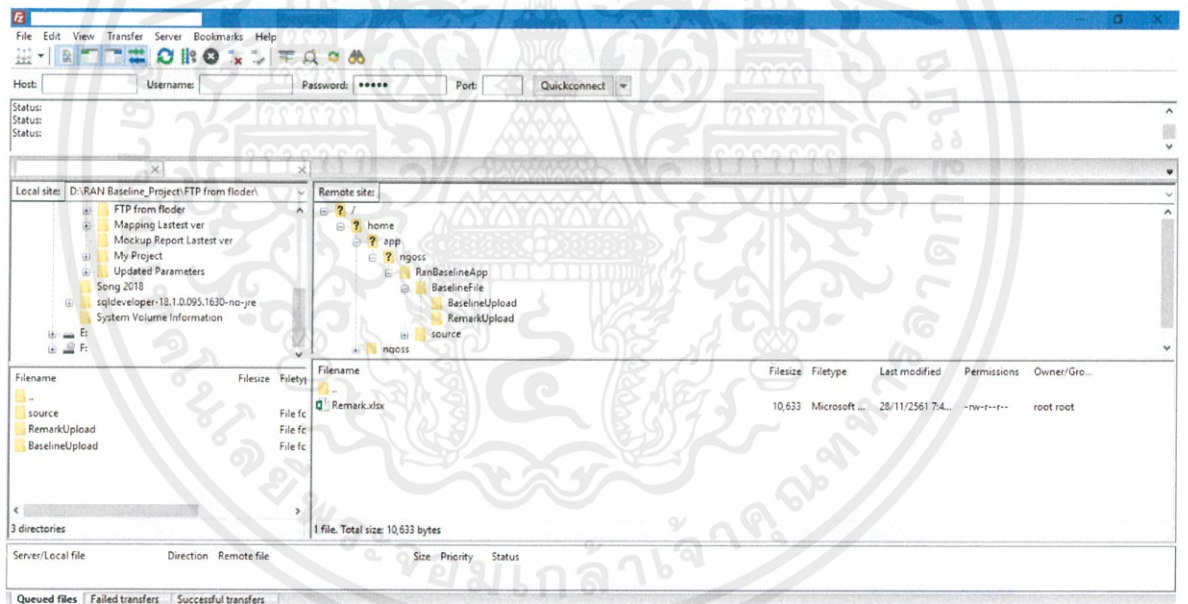 Fz
File Edit View Transfer Server Bookmarks Help
Host: Username: Password: ●●●●● Port: Quickconnect
Status:
Status:
Status:
Local site: D:\RAN Baseline_Project\FTP from floder\
FTP from floder
Mapping Lastest ver
Mockup Report Lastest ver
My Project
Updated Parameters
Song 2018
sqldeveloper-18.1.0.095.1630-no-jre
System Volume Information
E:
F:
Remote site:
/
home
app
ngoss
RanBaselineApp
BaselineFile
BaselineUpload
RemarkUpload
source
ngoss
Filename Filesize Filety
..
source File fc
RemarkUpload File fc
BaselineUpload File fc
3 directories
Filename Filesize Filetype Last modified Permissions Owner/Gro...
..
Remark.xlsx 10,633 Microsoft ... 28/11/2561 7:4... -rw-r--r-- root root
1 file. Total size: 10,633 bytes
Server/Local file Direction Remote file Size Priority Status
Queued files Failed transfers Successful transfers